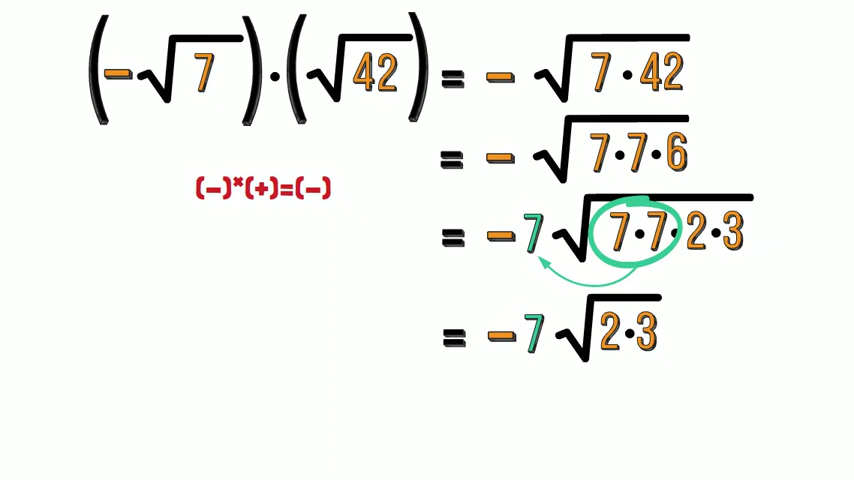 (-√7)·(√42) = -√7·42
= -√7·7·6
(-)×(+)=(-)
= -7√7·7·2·3
= -7√2·3